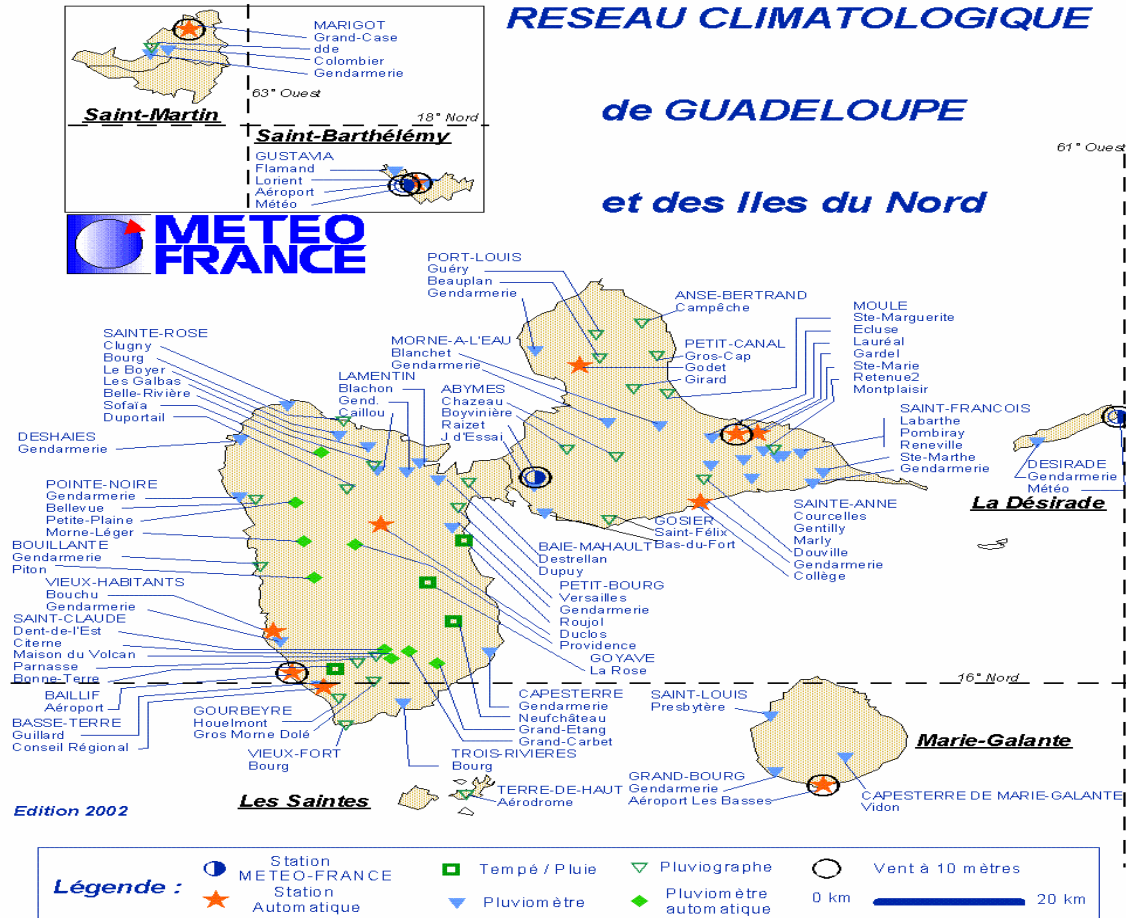 RESEAU CLIMATOLOGIQUE
de GUADELOUPE
et des Iles du Nord
MARIGOT
Grand-Case
dde
Colombier
Gendarmerie
63° Ouest
Saint-Martin
18° Nord
Saint-Barthélémy
GUSTAVIA
Flamand
Lorient
Aéroport
Météo
61° Ouest
METEO
FRANCE
PORT-LOUIS
Guéry
Beauplan
Gendarmerie
ANSE-BERTRAND
Campêche
MOULE
Ste-Marguerite
Ecluse
Lauréal
Gardel
Ste-Marie
Retenue2
Montplaisir
SAINTE-ROSE
Clugny
Bourg
Le Boyer
Les Galbas
Belle-Rivière
Sofaïa
Duportail
MORNE-A-L'EAU
Blanchet
Gendarmerie
PETIT-CANAL
Gros-Cap
Godet
Girard
LAMENTIN
Blachon
Gend.
Caillou
ABYMES
Chazeau
Boyvinière
Raizet
J d'Essai
SAINT-FRANCOIS
Labarthe
Pombiray
Reneville
Ste-Marthe
Gendarmerie
DESHAIES
Gendarmerie
DESIRADE
Gendarmerie
Météo
La Désirade
POINTE-NOIRE
Gendarmerie
Bellevue
Petite-Plaine
Morne-Léger
SAINTE-ANNE
Courcelles
Gentilly
Marly
Douville
Gendarmerie
Collège
GOSIER
Saint-Félix
Bas-du-Fort
BOUILLANTE
Gendarmerie
Piton
BAIE-MAHAULT
Destrellan
Dupuy
VIEUX-HABITANTS
Bouchu
Gendarmerie
PETIT-BOURG
Versailles
Gendarmerie
Roujol
Duclos
Providence
SAINT-CLAUDE
Dent-de-l'Est
Citerne
Maison du Volcan
Parnasse
Bonne-Terre
GOYAVE
La Rose
16° Nord
BAILLIF
Aéroport
BASSE-TERRE
Guillard
Conseil Régional
GOURBEYRE
Houelmont
Gros Morne Dolé
CAPESTERRE
Gendarmerie
Neufchâteau
Grand-Etang
Grand-Carbet
SAINT-LOUIS
Presbytère
Marie-Galante
VIEUX-FORT
Bourg
TROIS-RIVIERES
Bourg
GRAND-BOURG
Gendarmerie
Aéroport Les Basses
CAPESTERRE DE MARIE-GALANTE
Vidon
Les Saintes
TERRE-DE-HAUT
Aérodrome
Edition 2002
Légende :
Station
METEO-FRANCE
Station
Automatique
Tempé / Pluie
Pluviomètre
Pluviographe
Pluviomètre
automatique
Vent à 10 mètres
0 km
20 km